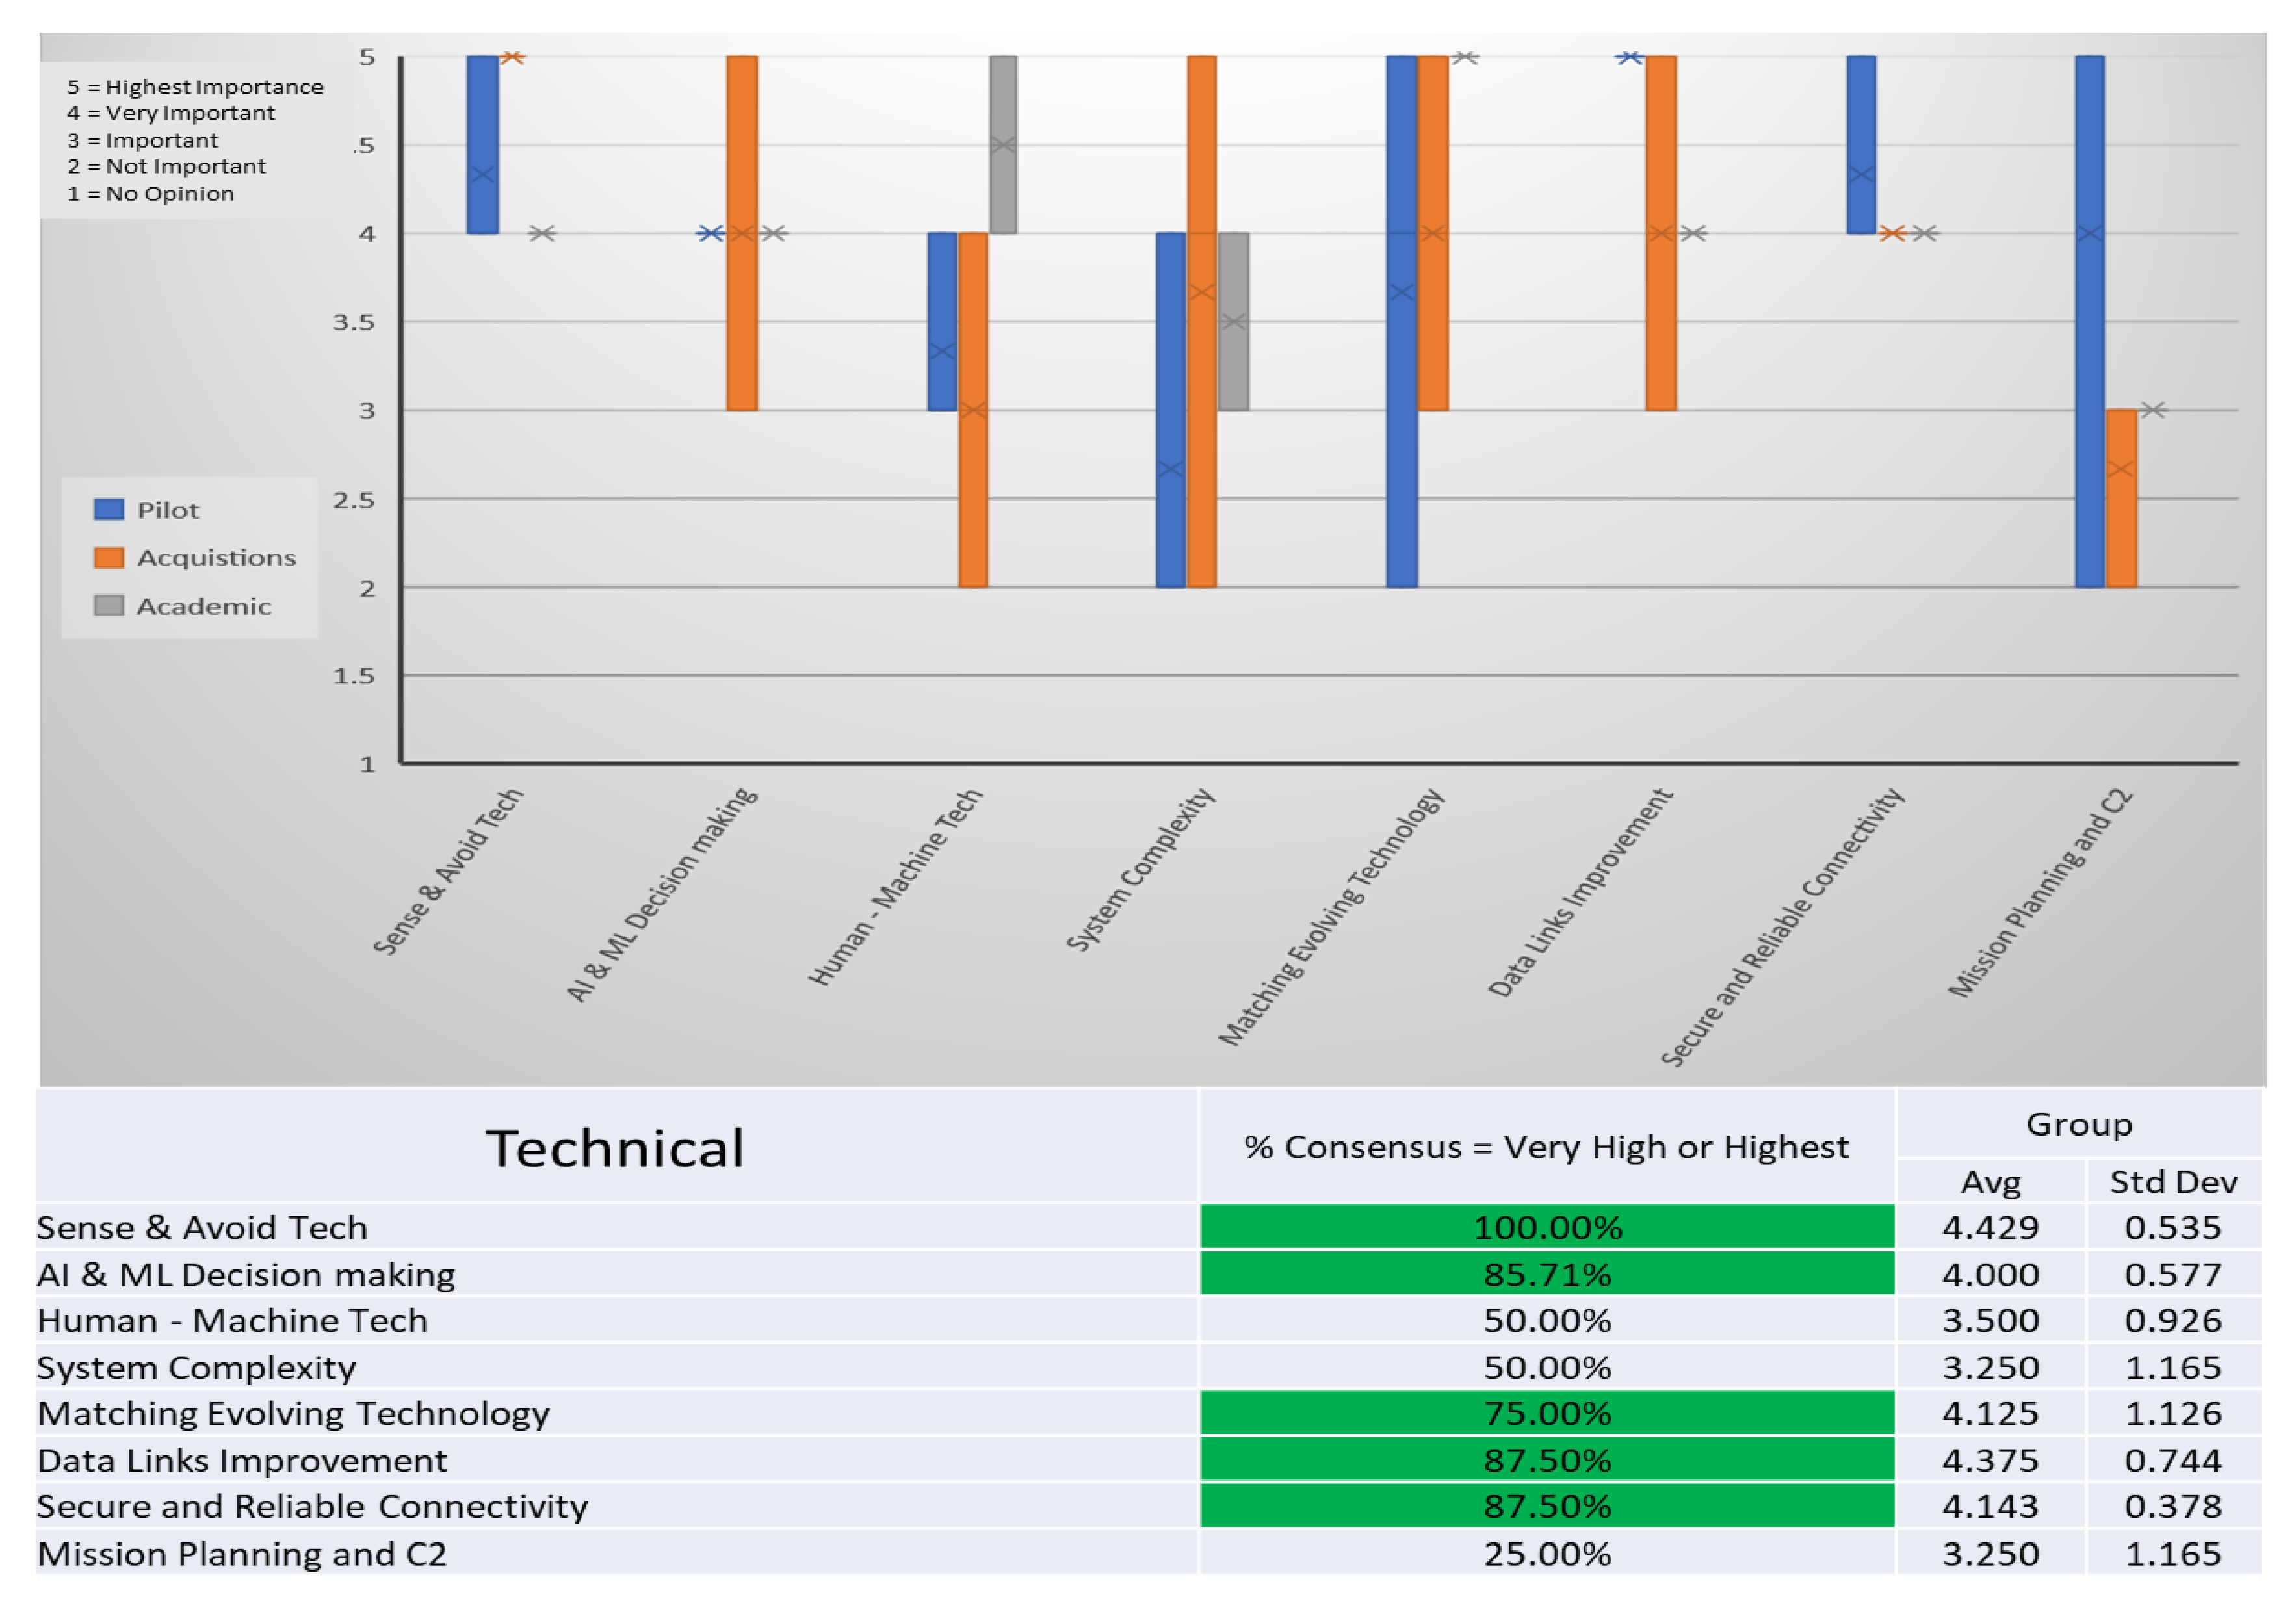 5
5 = Highest Importance
4 = Very Important
3 = Important
2 = Not Important
1 = No Opinion
.5
4
3.5
3
2.5
2
1.5
1
Pilot
Acquistions
Academic
Sense & Avoid Tech
AI & ML Decision making
Human - Machine Tech
System Complexity
Matching Evolving Technology
Data Links Improvement
Secure and Reliable Connectivity
Mission Planning and C2
Technical % Consensus = Very High or Highest Group
Avg Std Dev
Sense & Avoid Tech 100.00% 4.429 0.535
AI & ML Decision making 85.71% 4.000 0.577
Human - Machine Tech 50.00% 3.500 0.926
System Complexity 50.00% 3.250 1.165
Matching Evolving Technology 75.00% 4.125 1.126
Data Links Improvement 87.50% 4.375 0.744
Secure and Reliable Connectivity 87.50% 4.143 0.378
Mission Planning and C2 25.00% 3.250 1.165